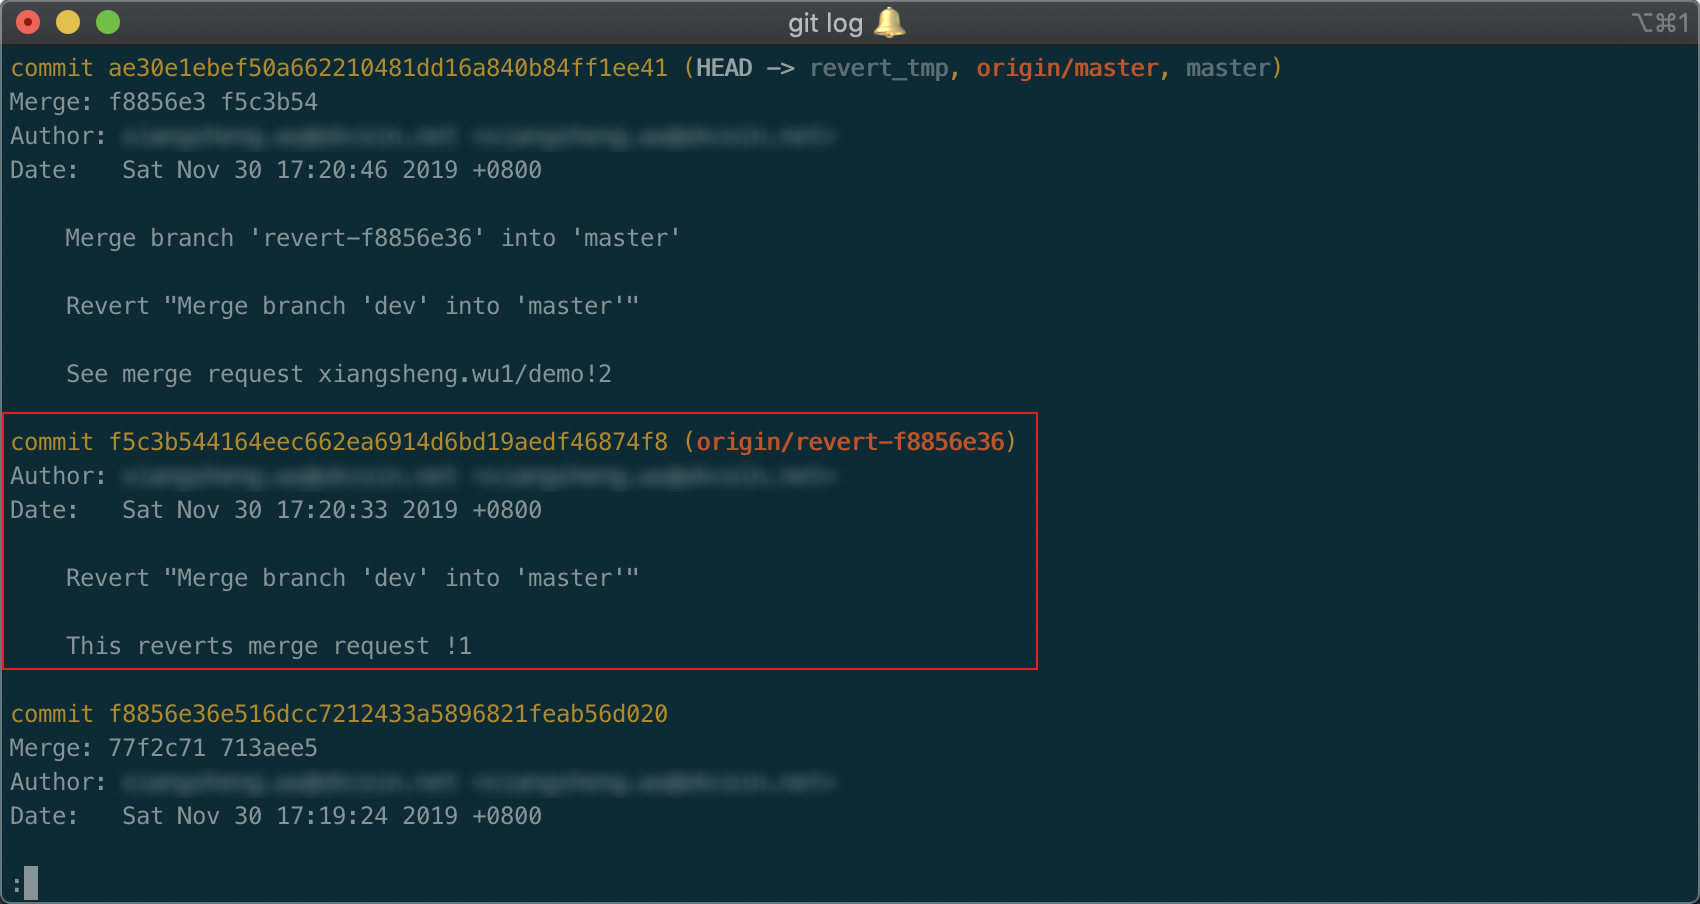 git log 🔔
⌥⌘1
commit ae30e1ebef50a662210481dd16a840b84ff1ee41 (HEAD -> revert_tmp, origin/master, master)
Merge: f8856e3 f5c3b54
Author:
Date:   Sat Nov 30 17:20:46 2019 +0800
Merge branch 'revert-f8856e36' into 'master'
Revert "Merge branch 'dev' into 'master'"
See merge request xiangsheng.wu1/demo!2
commit f5c3b544164eec662ea6914d6bd19aedf46874f8 (origin/revert-f8856e36)
Author:
Date:   Sat Nov 30 17:20:33 2019 +0800
Revert "Merge branch 'dev' into 'master'"
This reverts merge request !1
commit f8856e36e516dcc7212433a5896821feab56d020
Merge: 77f2c71 713aee5
Author:
Date:   Sat Nov 30 17:19:24 2019 +0800
: